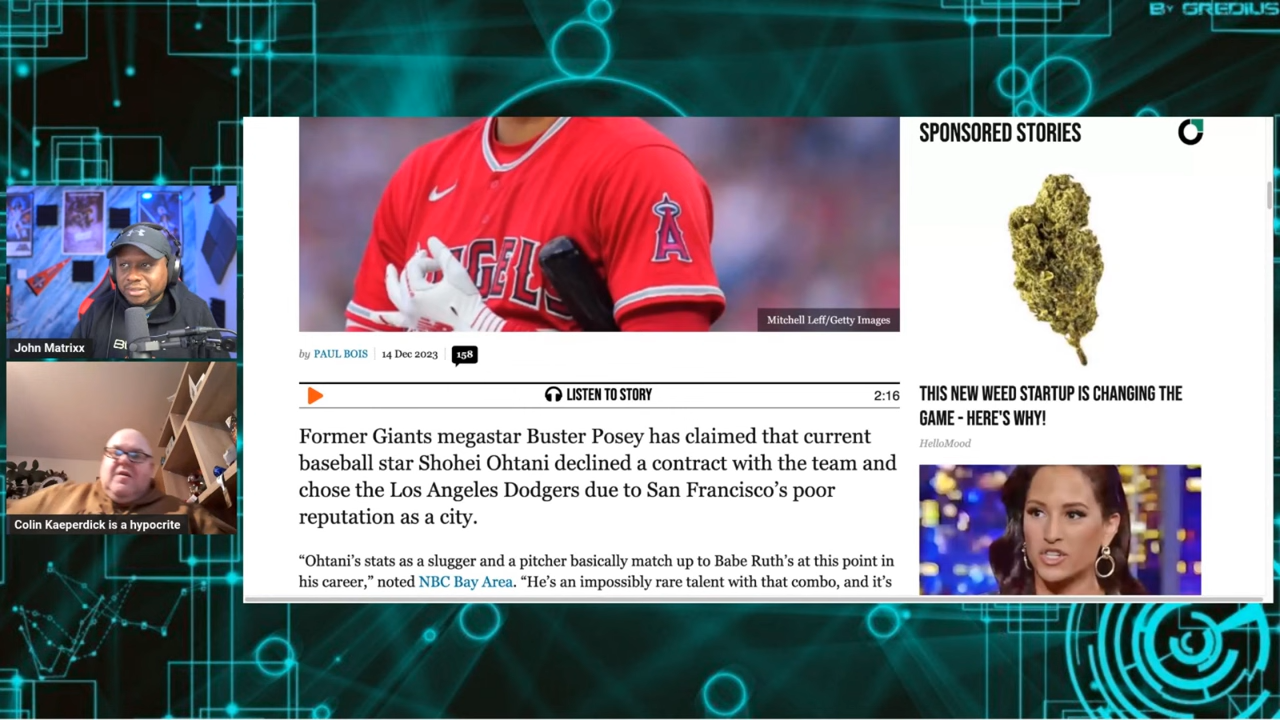 BY GREDIUS
SPONSORED STORIES
ANGELS
A
Mitchell Leff/Getty Images
by PAUL BOIS 14 Dec 2023 158
LISTEN TO STORY 2:16
Former Giants megastar Buster Posey has claimed that current
baseball star Shohei Ohtani declined a contract with the team and
chose the Los Angeles Dodgers due to San Francisco’s poor
reputation as a city.
“Ohtani’s stats as a slugger and a pitcher basically match up to Babe Ruth’s at this point in
his career,” noted NBC Bay Area. “He’s an impossibly rare talent with that combo, and it’s
THIS NEW WEED STARTUP IS CHANGING THE
GAME - HERE'S WHY!
HelloMood
John Matrixx
Colin Kaeperdick is a hypocrite